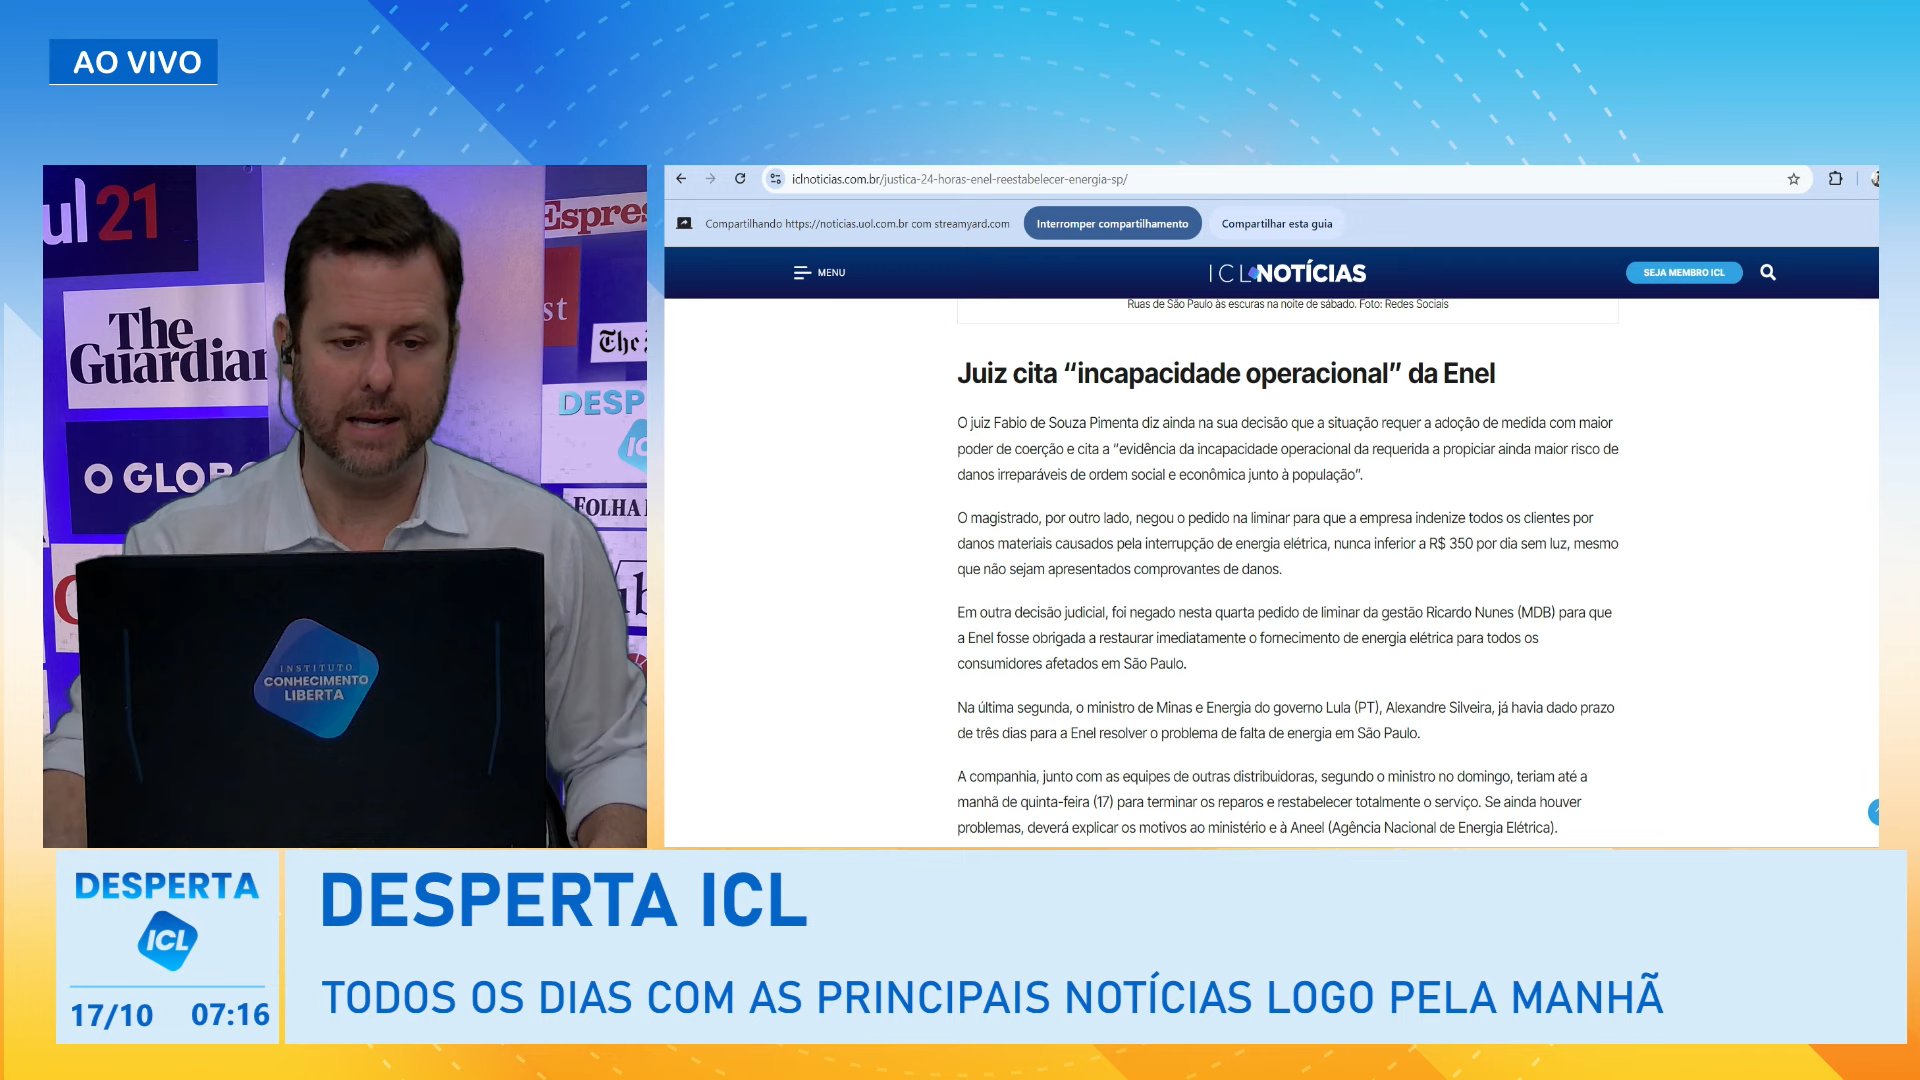 AO VIVO
ul 21
The
Guardian
O GLOB
Espres
st
The
DESP
IC
FOLHA
INSTITUTO
CONHECIMENTO
LIBERTA
iclnoticias.com.br/justica-24-horas-enel-reestabelecer-energia-sp/
Compartilhando https://noticias.uol.com.br com streamyard.com
Interromper compartilhamento
Compartilhar esta guia
MENU
ICL NOTÍCIAS
SEJA MEMBRO ICL
Ruas de São Paulo às escuras na noite de sábado. Foto: Redes Sociais
Juiz cita “incapacidade operacional” da Enel
O juiz Fabio de Souza Pimenta diz ainda na sua decisão que a situação requer a adoção de medida com maior
poder de coerção e cita a “evidência da incapacidade operacional da requerida a propiciar ainda maior risco de
danos irreparáveis de ordem social e econômica junto à população”.
O magistrado, por outro lado, negou o pedido na liminar para que a empresa indenize todos os clientes por
danos materiais causados pela interrupção de energia elétrica, nunca inferior a R$ 350 por dia sem luz, mesmo
que não sejam apresentados comprovantes de danos.
Em outra decisão judicial, foi negado nesta quarta pedido de liminar da gestão Ricardo Nunes (MDB) para que
a Enel fosse obrigada a restaurar imediatamente o fornecimento de energia elétrica para todos os
consumidores afetados em São Paulo.
Na última segunda, o ministro de Minas e Energia do governo Lula (PT), Alexandre Silveira, já havia dado prazo
de três dias para a Enel resolver o problema de falta de energia em São Paulo.
A companhia, junto com as equipes de outras distribuidoras, segundo o ministro no domingo, teriam até a
manhã de quinta-feira (17) para terminar os reparos e restabelecer totalmente o serviço. Se ainda houver
problemas, deverá explicar os motivos ao ministério e à Aneel (Agência Nacional de Energia Elétrica).
DESPERTA
ICL
17/10 07:16
DESPERTA ICL
TODOS OS DIAS COM AS PRINCIPAIS NOTÍCIAS LOGO PELA MANHÃ